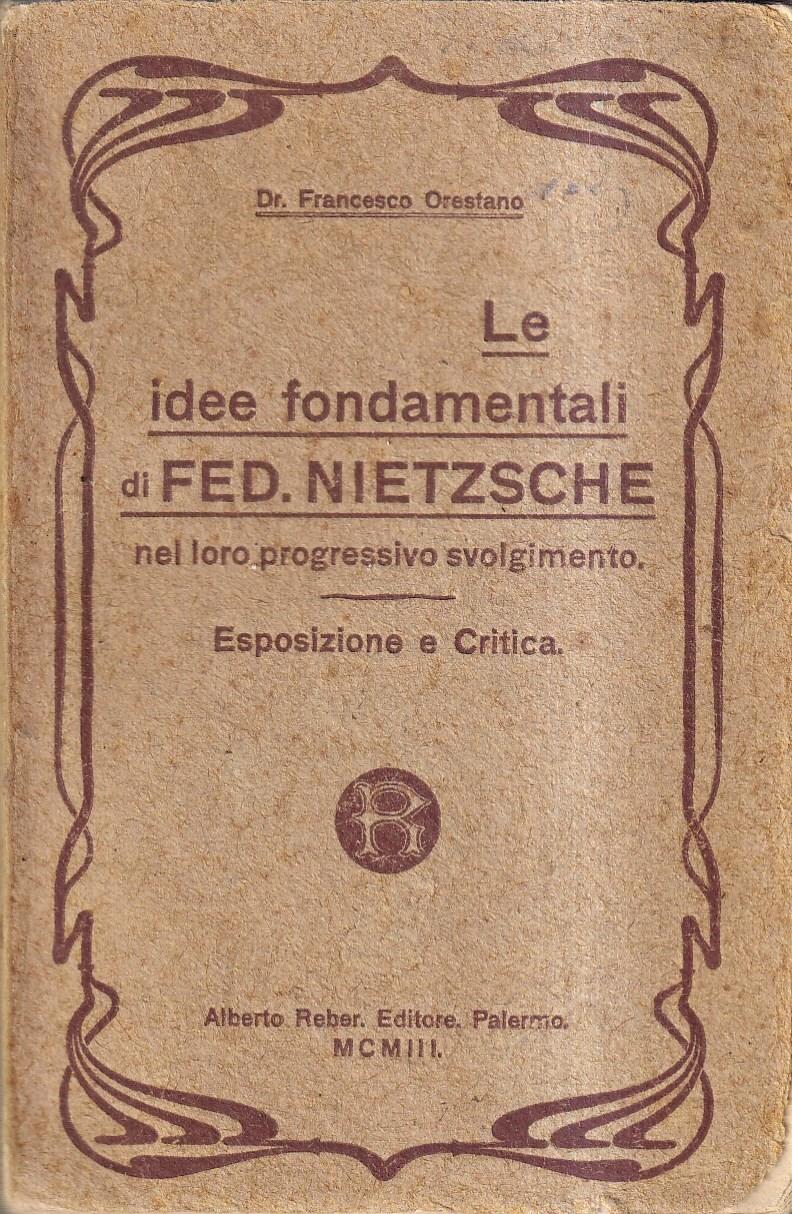 Dr. Francesco Orestano
Le
idee fondamentali
di FED. NIETZSCHE
nel loro progressivo svolgimento.
Esposizione e Critica.
R
Alberto Reber. Editore. Palermo.
MCMIII.